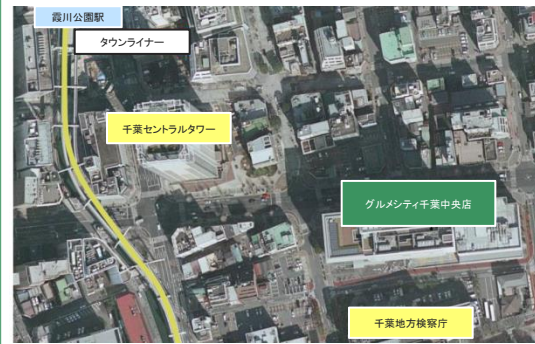 霞川公園駅
タウンライナー
千葉セントラルタワー
グルメシティ千葉中央店
千葉地方検察庁